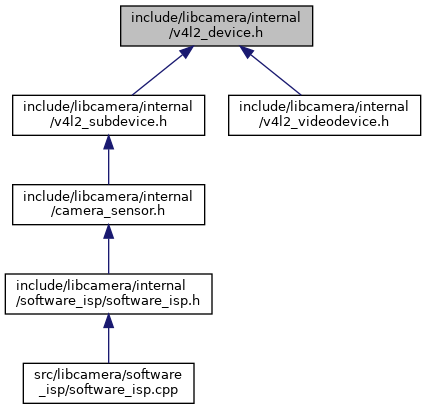 include/libcamera/internal
/v4l2_device.h
include/libcamera/internal
/v4l2_subdevice.h
include/libcamera/internal
/v4l2_videodevice.h
include/libcamera/internal
/camera_sensor.h
include/libcamera/internal
/software_isp/software_isp.h
src/libcamera/software
_isp/software_isp.cpp